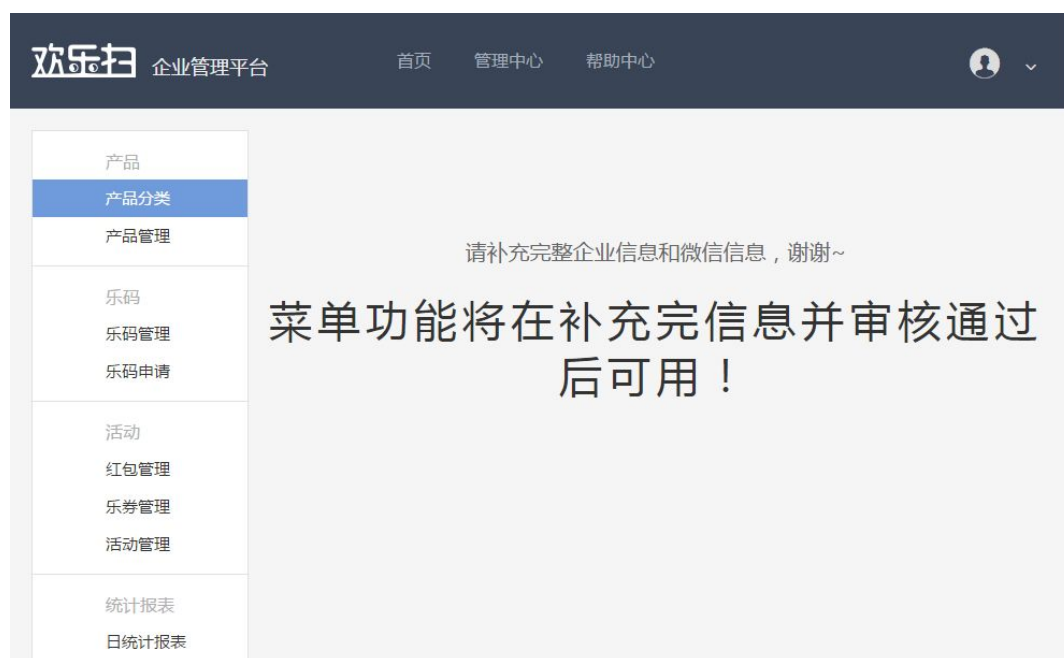 欢乐扫 企业管理平台 首页 管理中心 帮助中心
产品
产品分类
产品管理
乐码
乐码管理
乐码申请
活动
红包管理
乐券管理
活动管理
统计报表
日统计报表
请补充完整企业信息和微信信息，谢谢~
菜单功能将在补充完信息并审核通过
后可用！